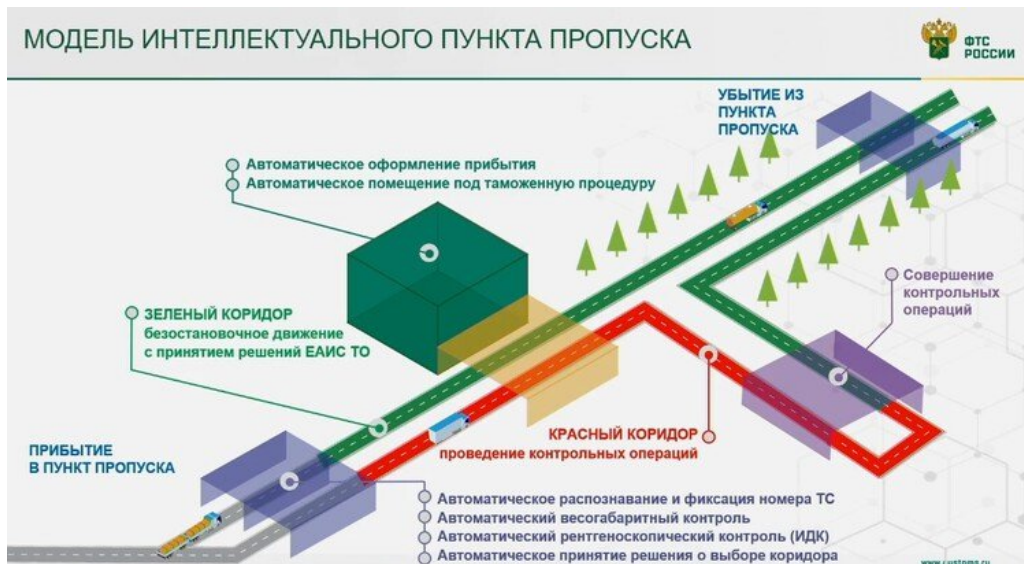 МОДЕЛЬ ИНТЕЛЛЕКТУАЛЬНОГО ПУНКТА ПРОПУСКА
ФТС
РОССИИ
УБЫТИЕ ИЗ
ПУНКТА
ПРОПУСКА
Автоматическое оформление прибытия
Автоматическое помещение под таможенную процедуру
Совершение
контрольных
операций
ЗЕЛЕНЫЙ КОРИДОР
безостановочное движение
с принятием решений ЕАИС ТО
КРАСНЫЙ КОРИДОР
проведение контрольных операций
ПРИБЫТИЕ
В ПУНКТ ПРОПУСКА
Автоматическое распознавание и фиксация номера ТС
Автоматический весогабаритный контроль
Автоматический рентгеноскопический контроль (ИДК)
Автоматическое принятие решения о выборе коридора
www.customs.ru